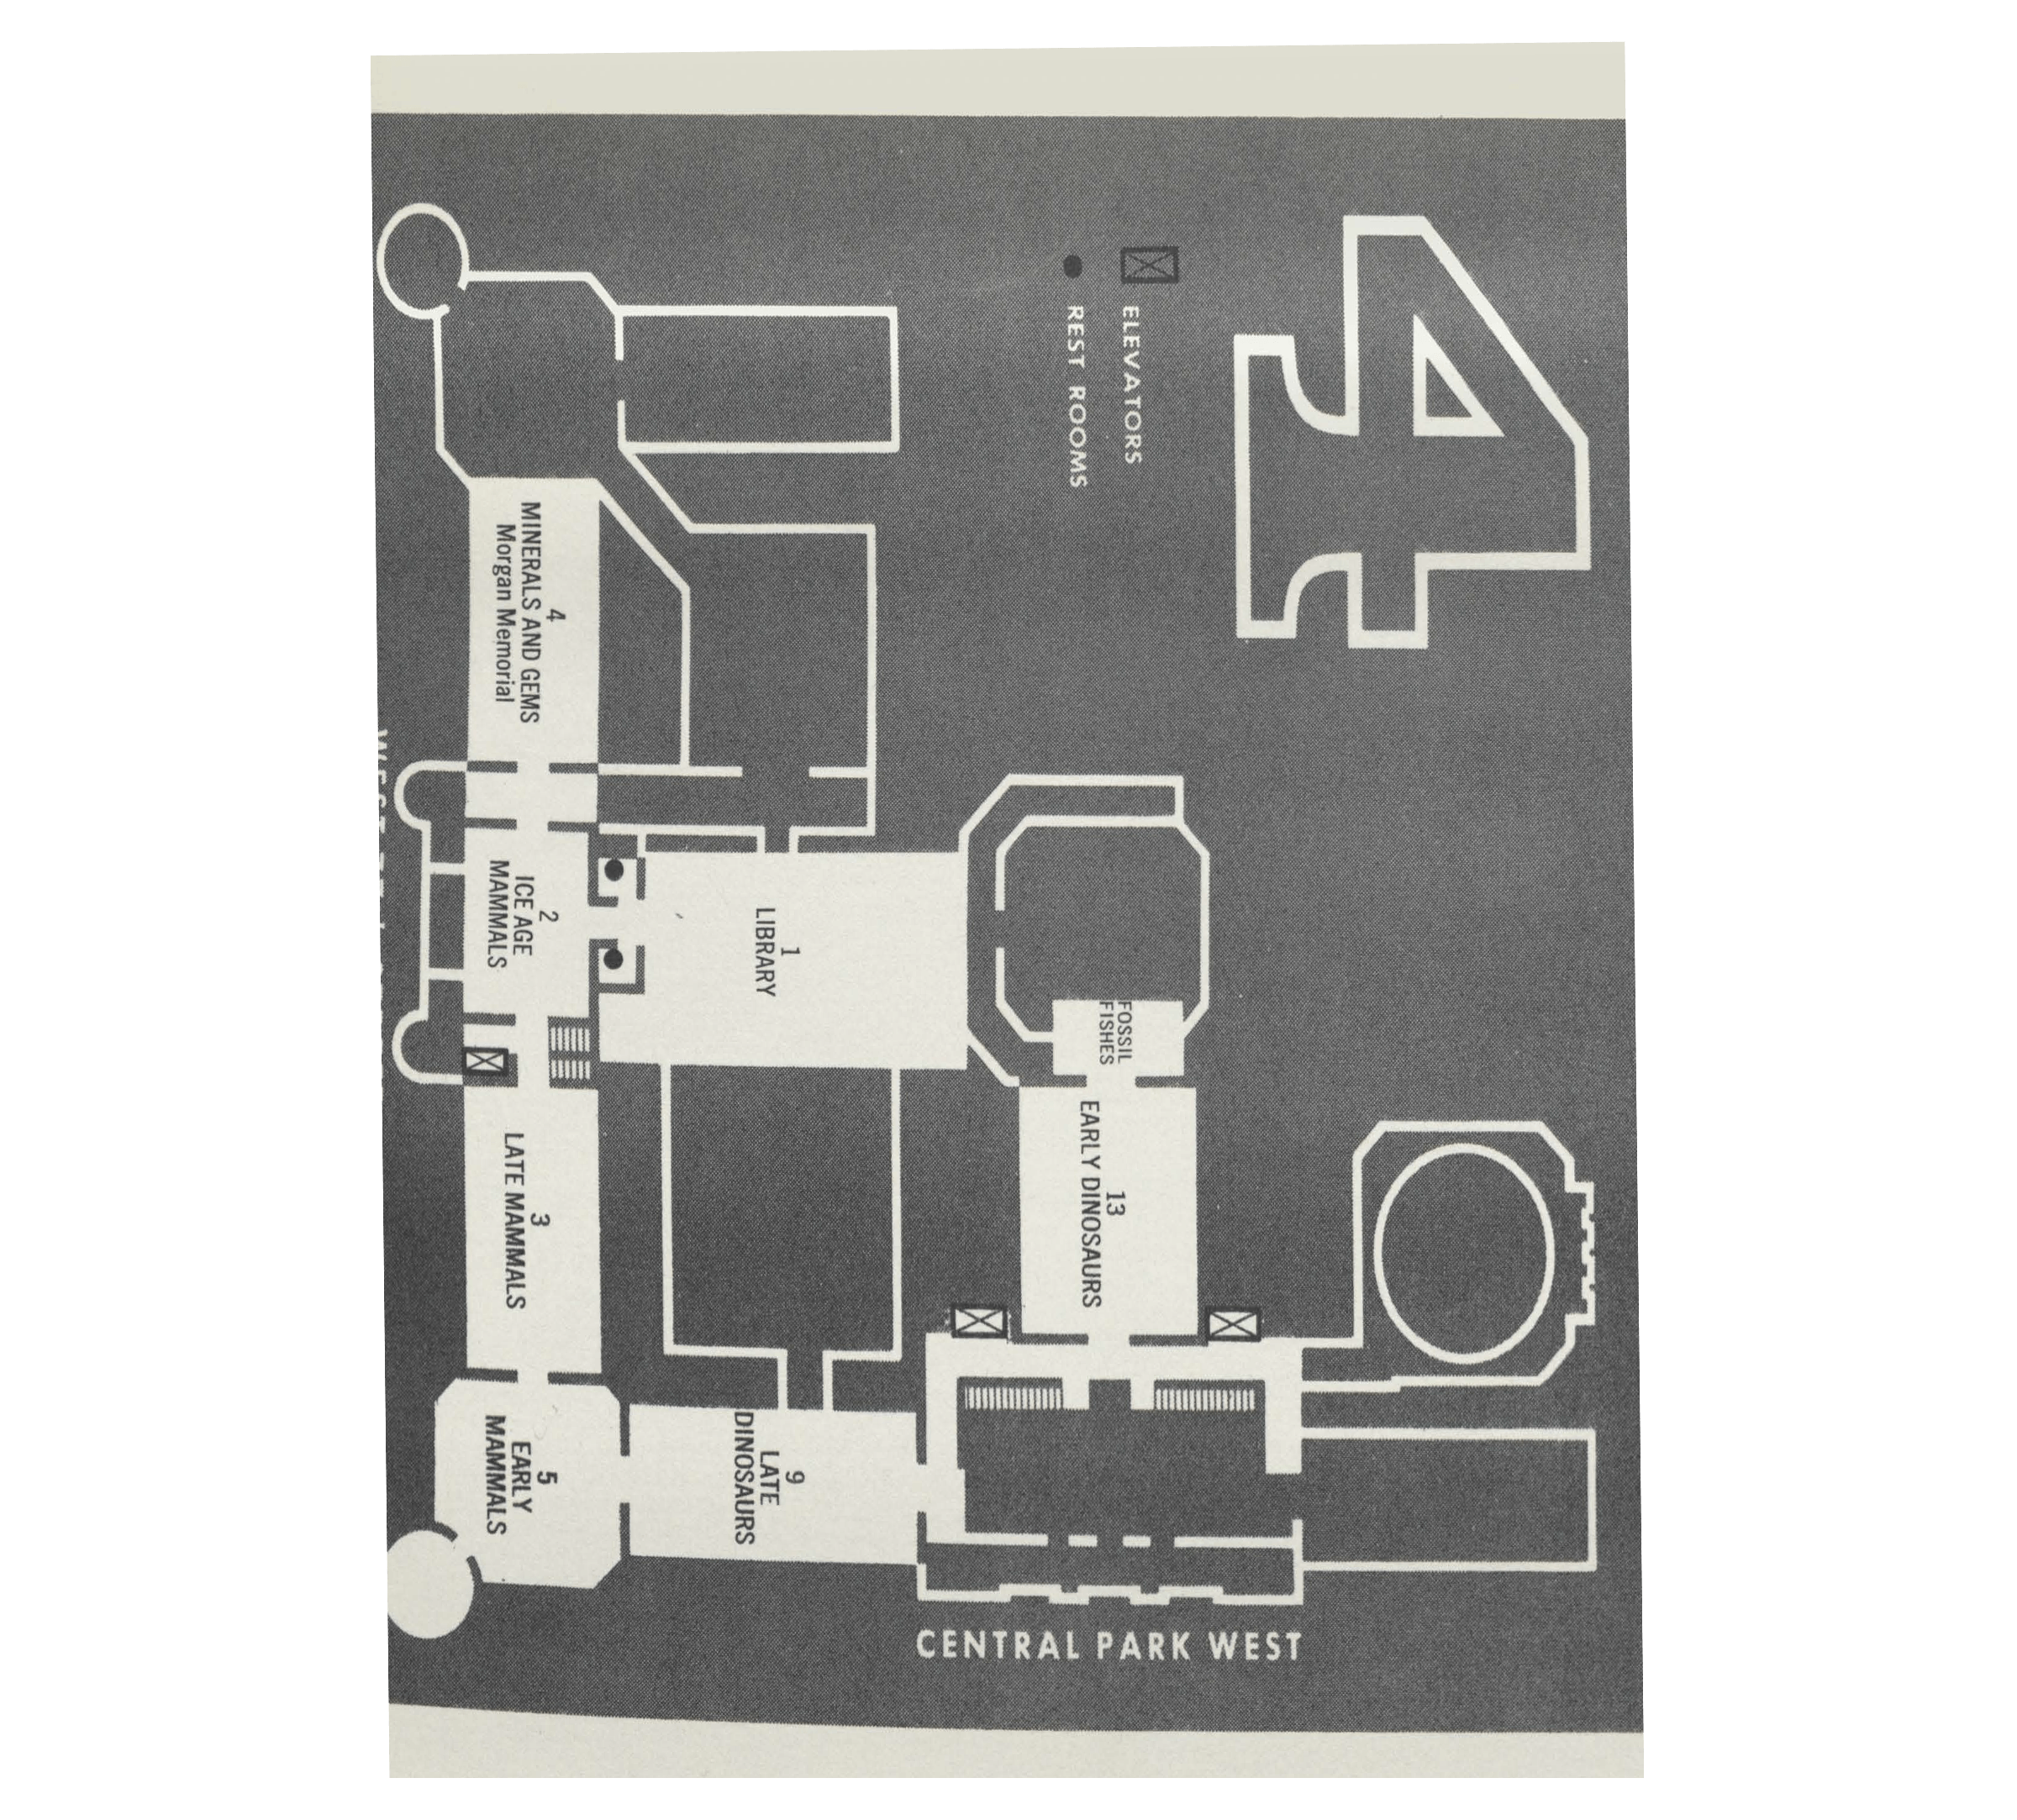 4
ELEVATORS
REST ROOMS
FOSSIL
FISHES
13
EARLY DINOSAURS
1
LIBRARY
4
MINERALS AND GEMS
Morgan Memorial
2
ICE AGE
MAMMALS
3
LATE MAMMALS
9
LATE
DINOSAURS
5
EARLY
MAMMALS
CENTRAL PARK WEST